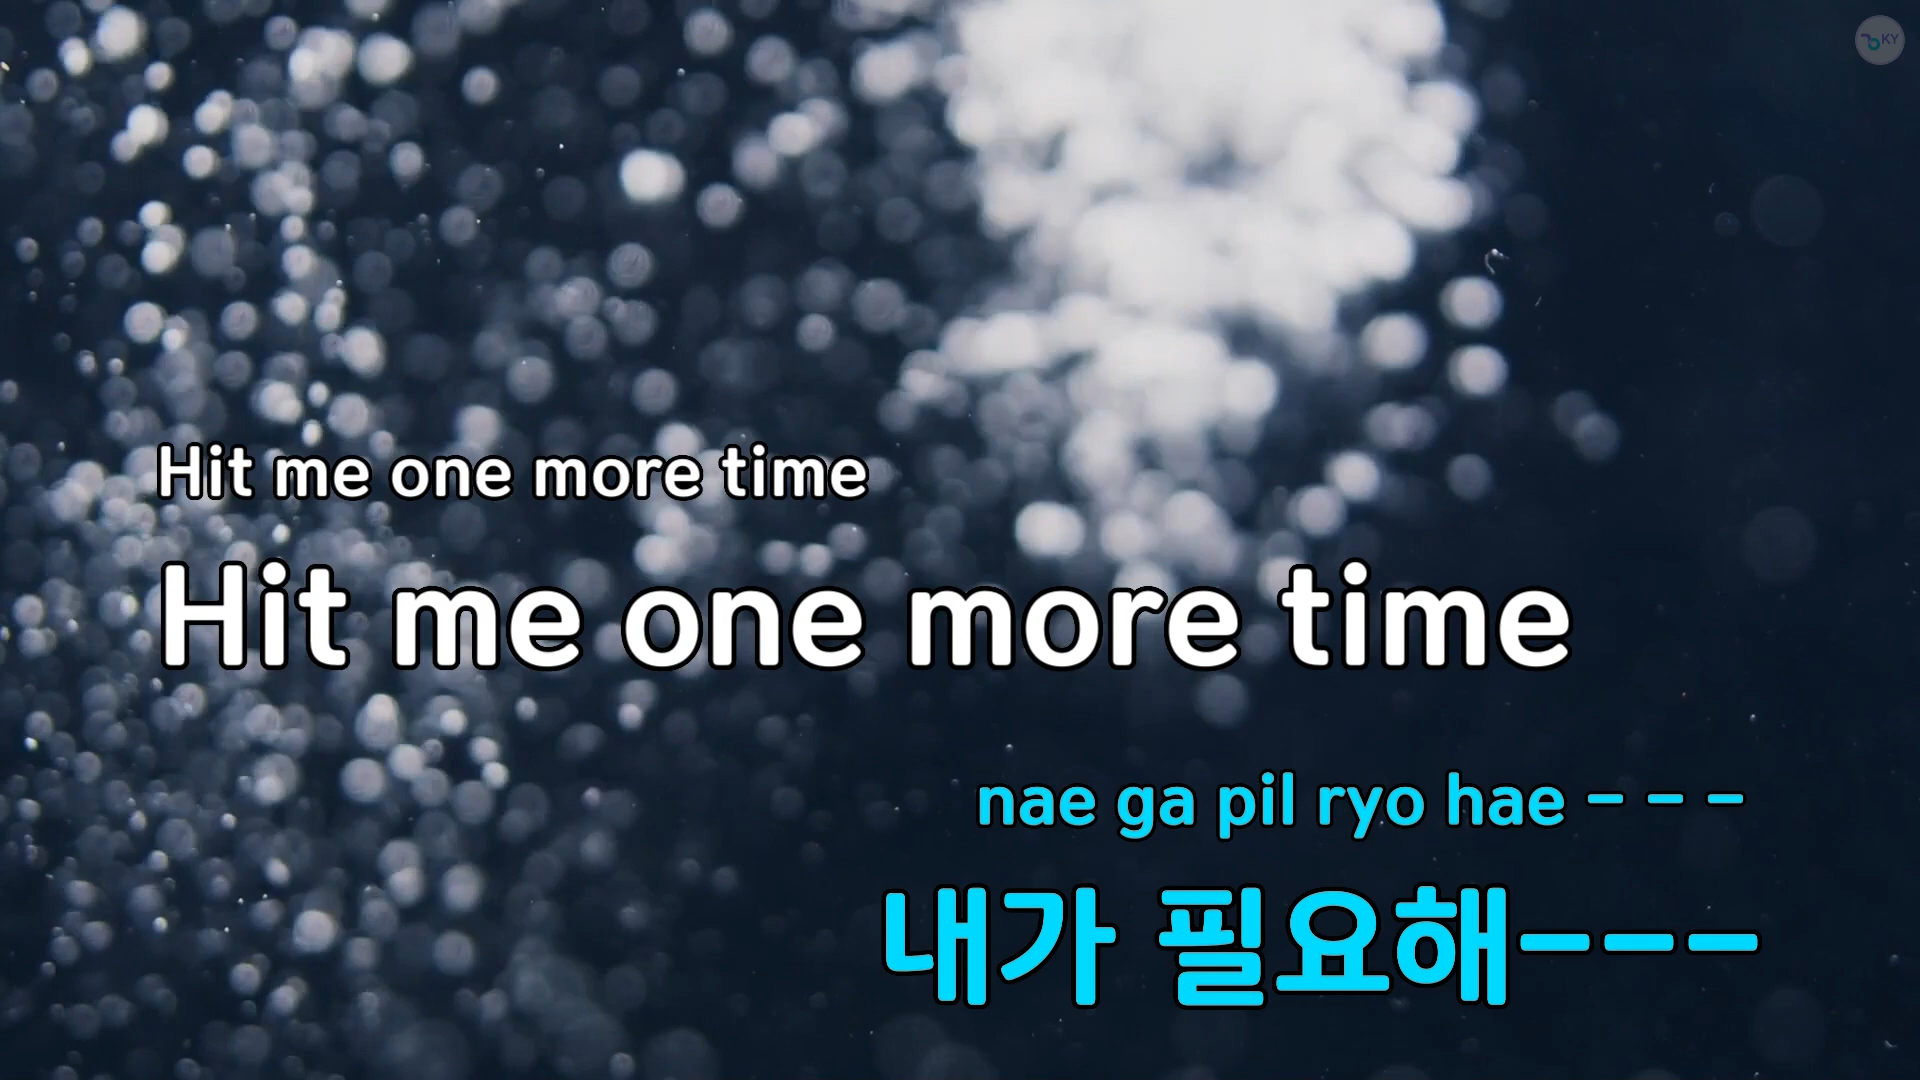 KY
Hit me one more time
Hit me one more time
nae ga pil ryo hae – – –
내가 필요해–––